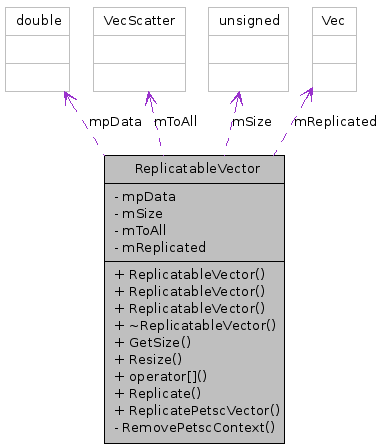 double VecScatter unsigned Vec
mpData mToAll mSize mReplicated
ReplicatableVector
- mpData
- mSize
- mToAll
- mReplicated
+ ReplicatableVector()
+ ReplicatableVector()
+ ReplicatableVector()
+ ~ReplicatableVector()
+ GetSize()
+ Resize()
+ operator[]()
+ Replicate()
+ ReplicatePetscVector()
- RemovePetscContext()